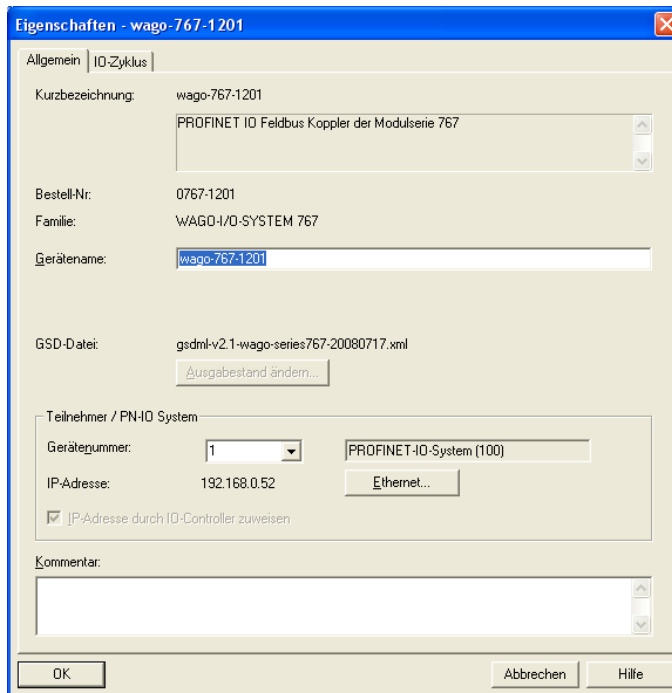 Eigenschaften - wago-767-1201
Allgemein IO-Zyklus
Kurzbezeichnung: wago-767-1201
PROFINET IO Feldbus Koppler der Modulserie 767
Bestell-Nr: 0767-1201
Familie: WAGO-I/O-SYSTEM 767
Gerätename: wago-767-1201
GSD-Datei: gsdml-v2.1-wago-series767-20080717.xml
Ausgabestand ändern...
Teilnehmer / PN-IO System
Gerätenummer: 1 PROFINET-IO-System (100)
IP-Adresse: 192.168.0.52 Ethernet...
IP-Adresse durch IO-Controller zuweisen
Kommentar:
OK Abbrechen Hilfe